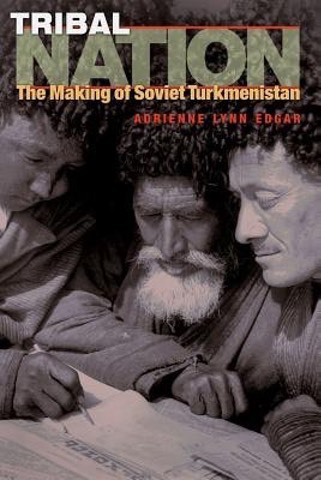 TRIBAL
NATION
The Making of Soviet Turkmenistan
ADRIENNE LYNN EDGAR